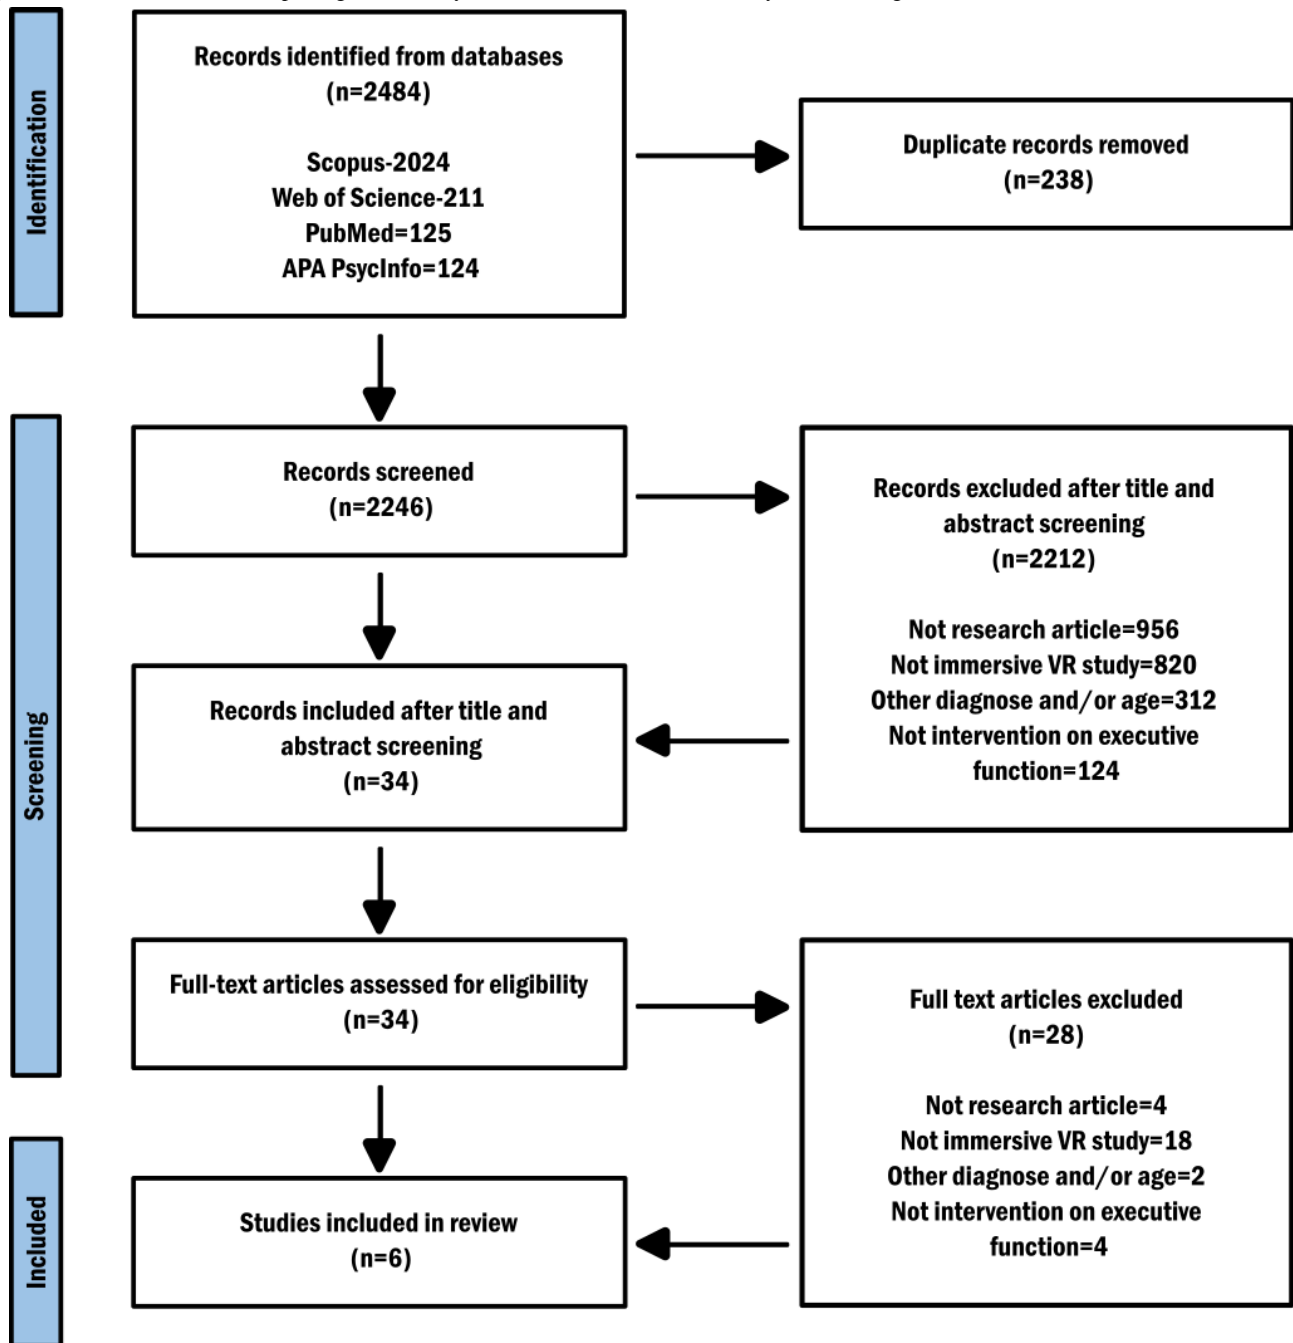 Identification
Records identified from databases
(n=2484)
Scopus-2024
Web of Science-211
PubMed=125
APA PsycInfo=124
Duplicate records removed
(n=238)
Screening
Records screened
(n=2246)
Records excluded after title and
abstract screening
(n=2212)
Not research article=956
Not immersive VR study=820
Other diagnose and/or age=312
Not intervention on executive
function=124
Records included after title and
abstract screening
(n=34)
Full-text articles assessed for eligibility
(n=34)
Full text articles excluded
(n=28)
Not research article=4
Not immersive VR study=18
Other diagnose and/or age=2
Not intervention on executive
function=4
Included
Studies included in review
(n=6)